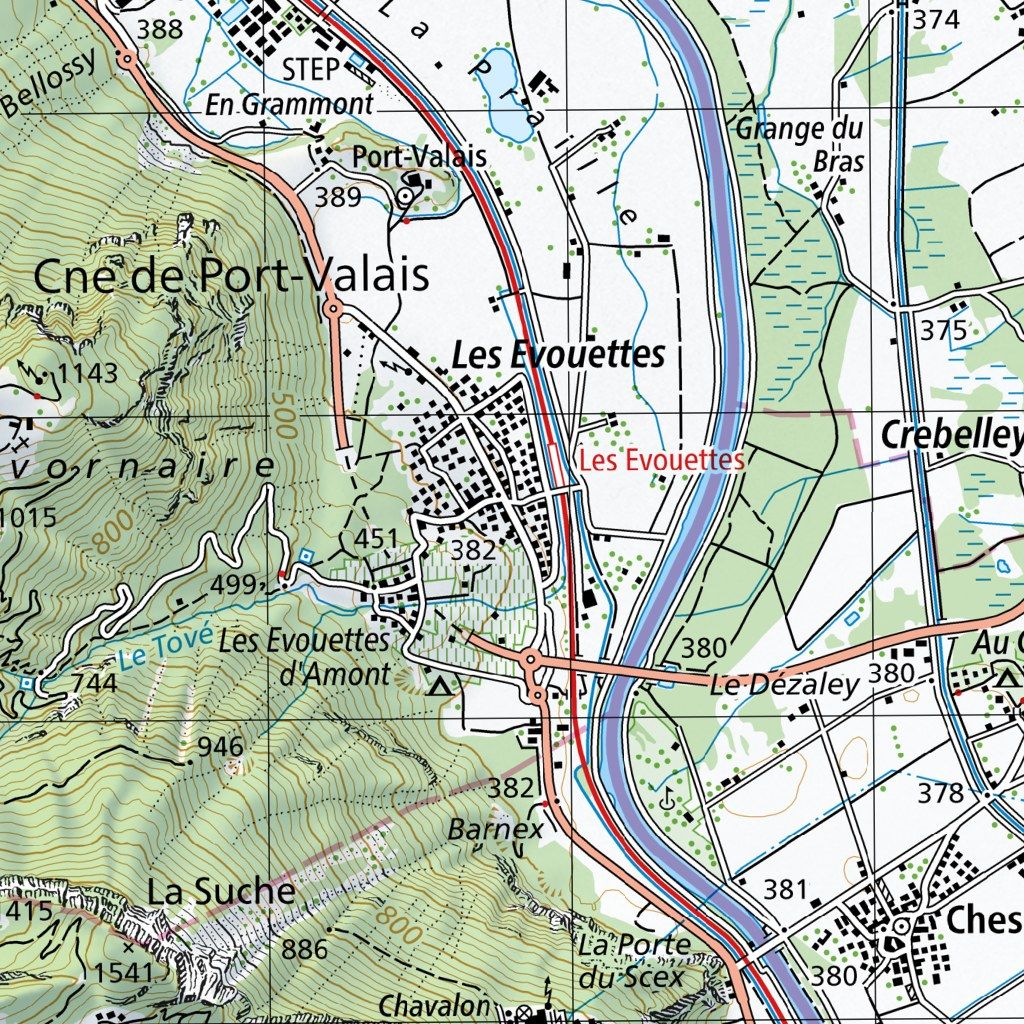 388
La
374
STEP
Bellossy
En Grammont
Praille
Grange du
Bras
Port-Valais
389
Cne de Port-Valais
375
Les Evouettes
1143
500
7
Crebelley
Les Evouettes
vornaire
1015
800
451
382
499
Le Tové
Les Evouettes
d'Amont
380
380
Au
744
Le Dézaley
946
382
378
Barnex
La Suche
381
415
800
Ches
886
La Porte
du Scex
1541
380
Chavalon